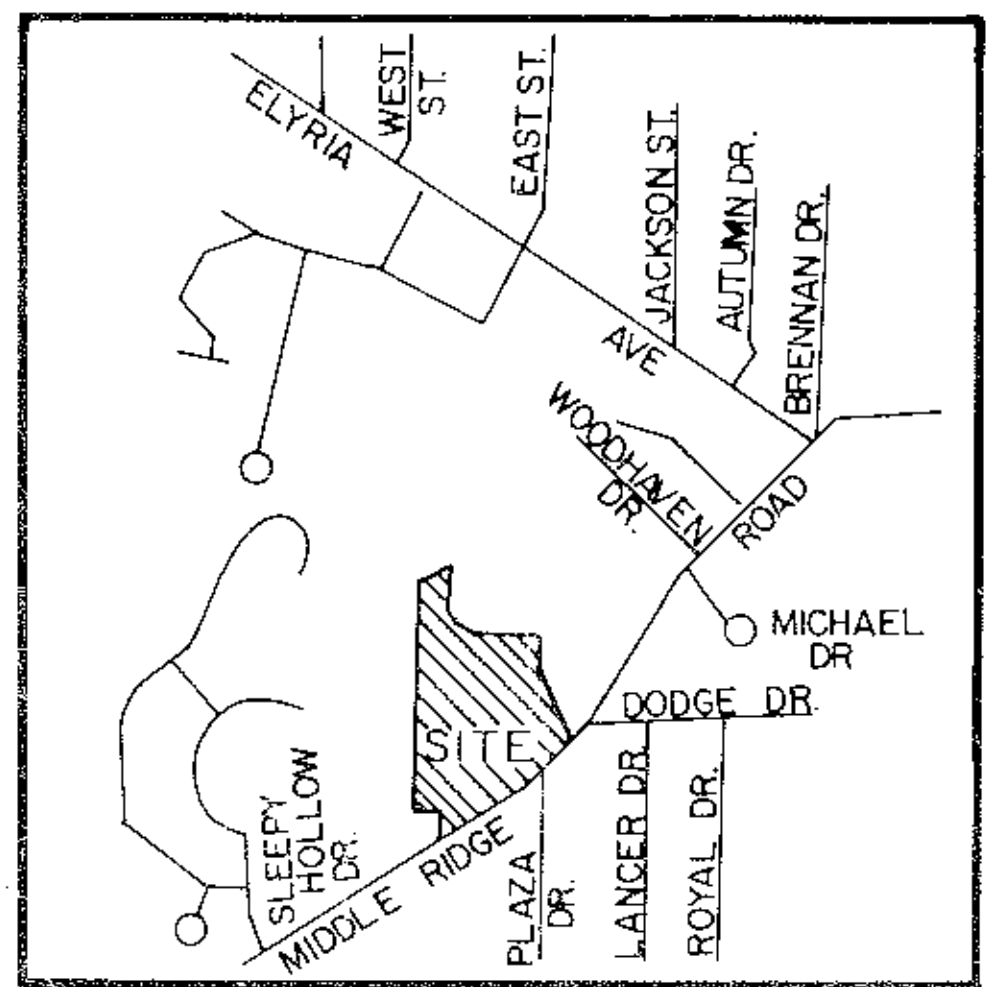 ELYRIA
WEST
ST.
EAST ST.
JACKSON ST.
AUTUMN DR.
BRENNAN DR.
AVE
WOODHAVEN
DR.
ROAD
MICHAEL
DR
DODGE DR
SITE
SLEEPY
HOLLOW
DR.
MIDDLE RIDGE
PLAZA
DR.
LANCER DR.
ROYAL DR.